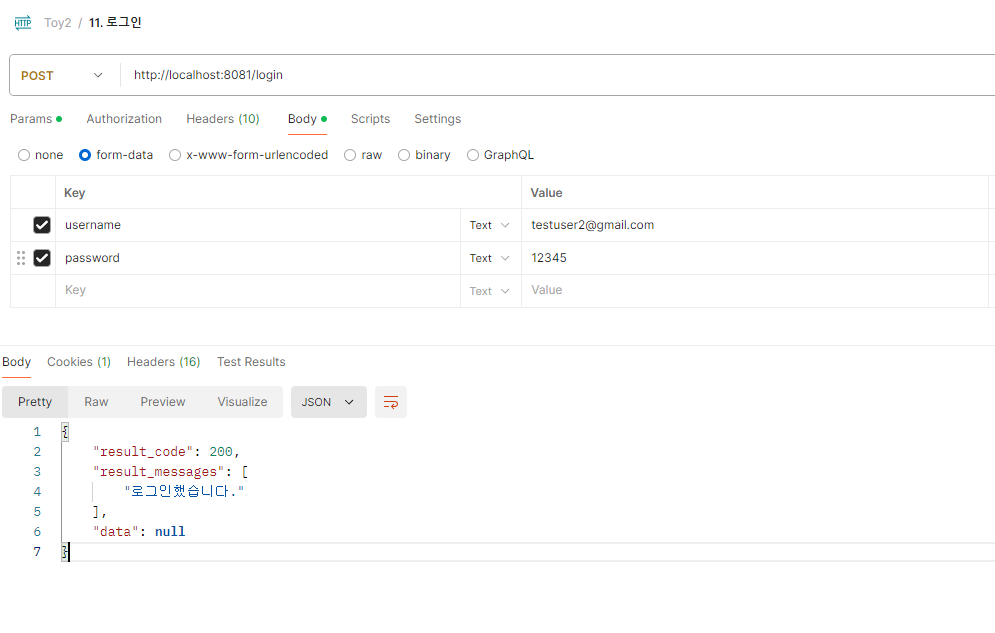 HTTP Toy2 / 11. 로그인
POST http://localhost:8081/login
Params Authorization Headers (10) Body Scripts Settings
none form-data x-www-form-urlencoded raw binary GraphQL
Key Value
username Text testuser2@gmail.com
password Text 12345
Key Text Value
Body Cookies (1) Headers (16) Test Results
Pretty Raw Preview Visualize JSON
1 {
2 "result_code": 200,
3 "result_messages": [
4 "로그인했습니다."
5 ],
6 "data": null
7 }